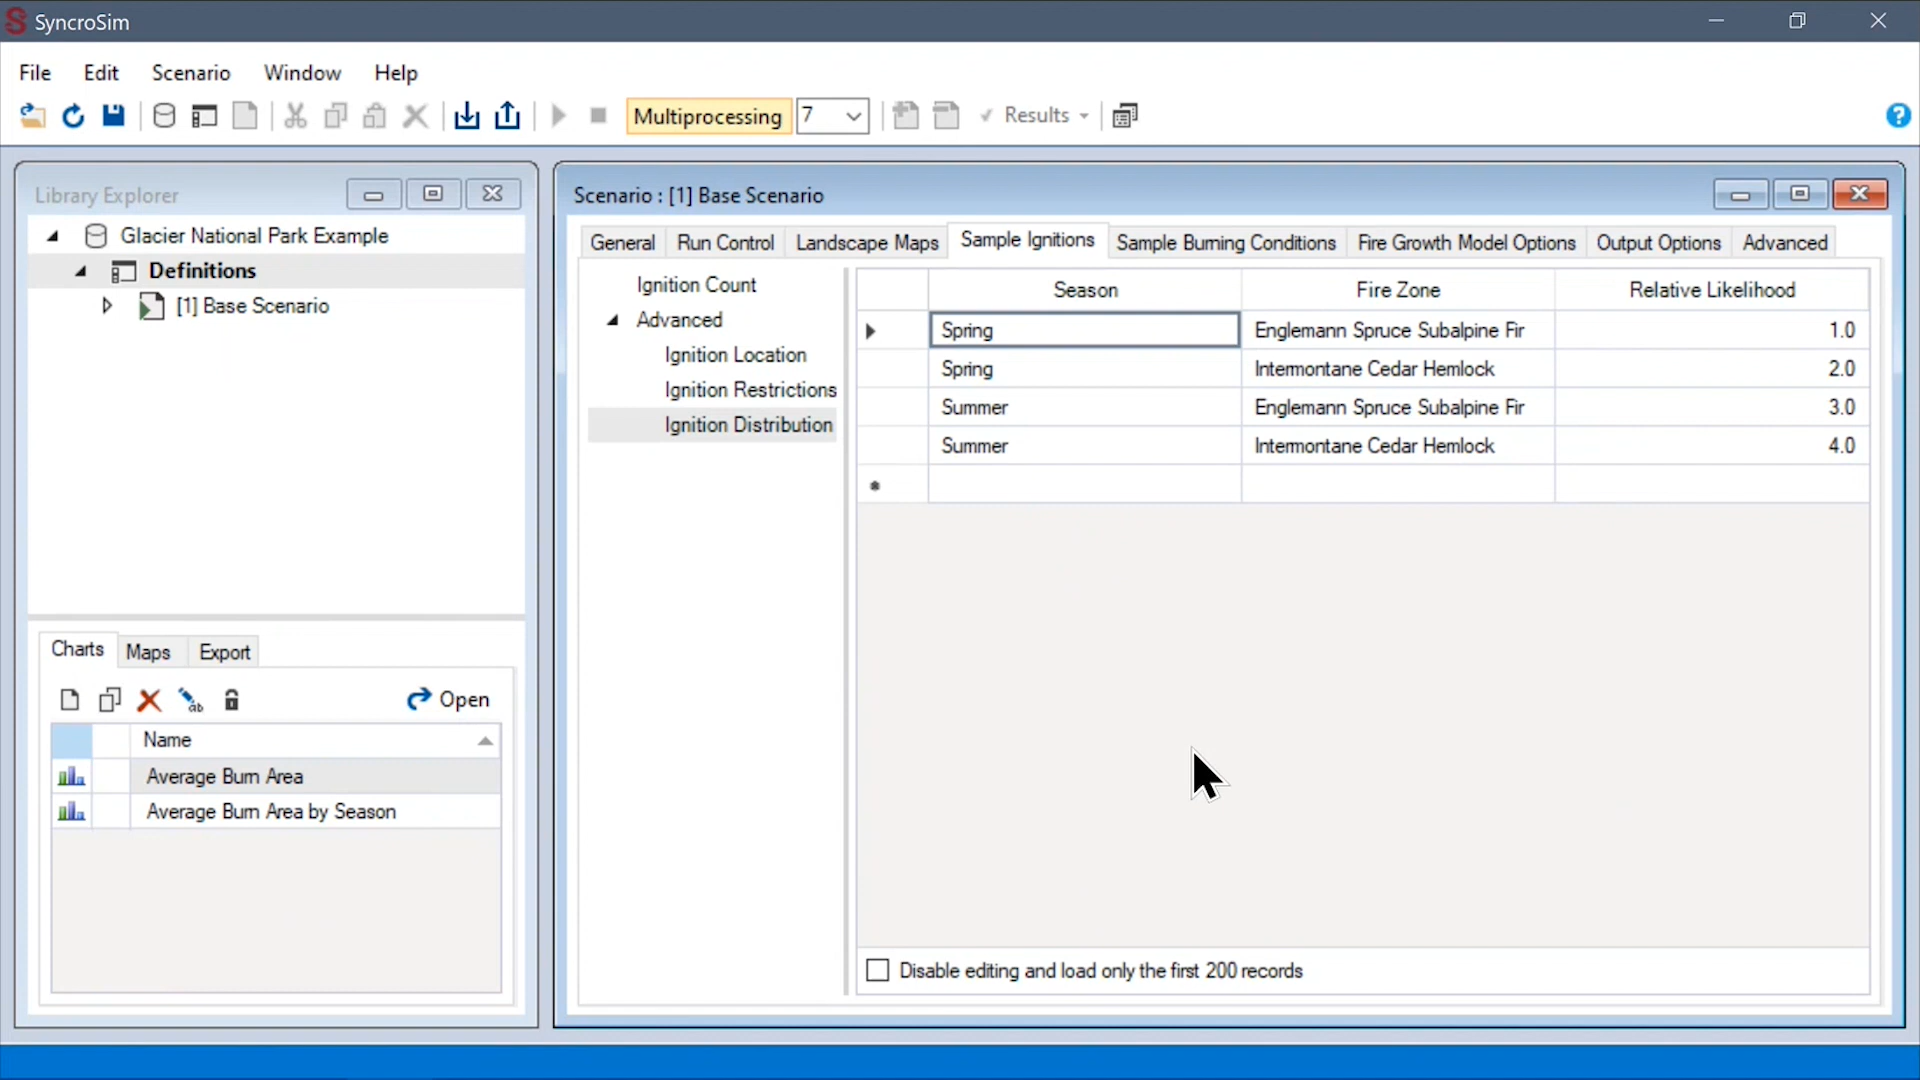 SyncroSim
File Edit Scenario Window Help
Multiprocessing 7 Results
Library Explorer
Glacier National Park Example
Definitions
[1] Base Scenario
Charts Maps Export
Open
Name
Average Burn Area
Average Burn Area by Season
Scenario : [1] Base Scenario
General Run Control Landscape Maps Sample Ignitions Sample Burning Conditions Fire Growth Model Options Output Options Advanced
Ignition Count
Advanced
Ignition Location
Ignition Restrictions
Ignition Distribution
Season Fire Zone Relative Likelihood
Spring Englemann Spruce Subalpine Fir 1.0
Spring Intermontane Cedar Hemlock 2.0
Summer Englemann Spruce Subalpine Fir 3.0
Summer Intermontane Cedar Hemlock 4.0
Disable editing and load only the first 200 records